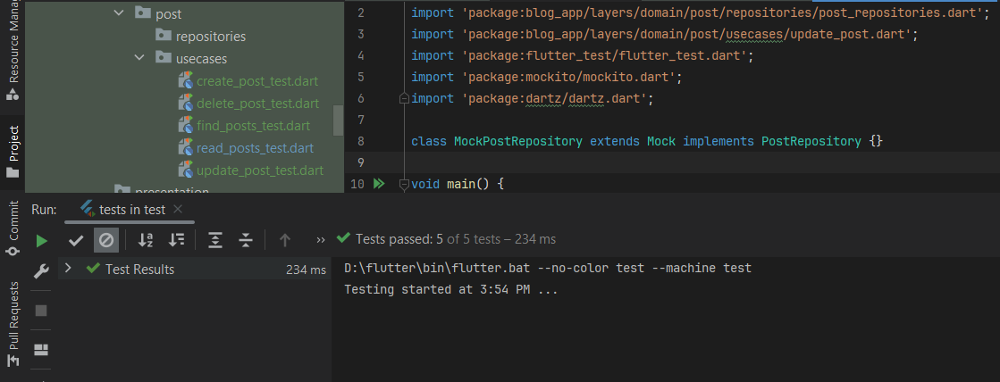 Resource Manag
Project
Commit
Pull Requests
post
repositories
usecases
create_post_test.dart
delete_post_test.dart
find_posts_test.dart
read_posts_test.dart
update_post_test.dart
presentation
2 import 'package:blog_app/layers/domain/post/repositories/post_repositories.dart';
3 import 'package:blog_app/layers/domain/post/usecases/update_post.dart';
4 import 'package:flutter_test/flutter_test.dart';
5 import 'package:mockito/mockito.dart';
6 import 'package:dartz/dartz.dart';
7
8 class MockPostRepository extends Mock implements PostRepository {}
9
10 void main() {
Run: tests in test
Tests passed: 5 of 5 tests – 234 ms
Test Results 234 ms
D:\flutter\bin\flutter.bat --no-color test --machine test
Testing started at 3:54 PM ...